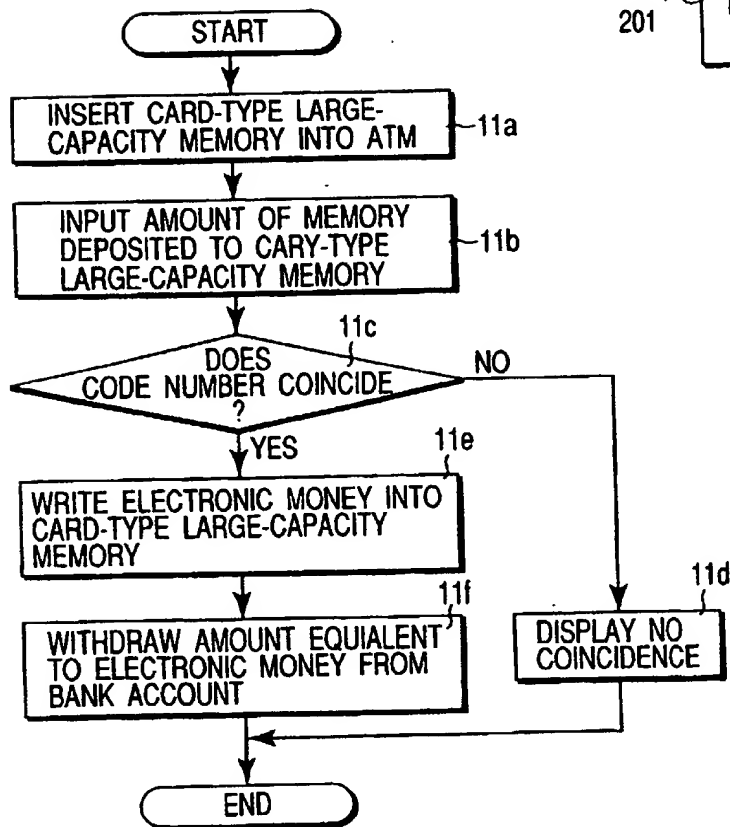 START
201
INSERT CARD-TYPE LARGE-
CAPACITY MEMORY INTO ATM
11a
INPUT AMOUNT OF MEMORY
DEPOSITED TO CARY-TYPE
LARGE-CAPACITY MEMORY
11b
11c
DOES
CODE NUMBER COINCIDE
?
NO
YES
11e
WRITE ELECTRONIC MONEY INTO
CARD-TYPE LARGE-CAPACITY
MEMORY
11f
WITHDRAW AMOUNT EQUIALENT
TO ELECTRONIC MONEY FROM
BANK ACCOUNT
11d
DISPLAY NO
COINCIDENCE
END